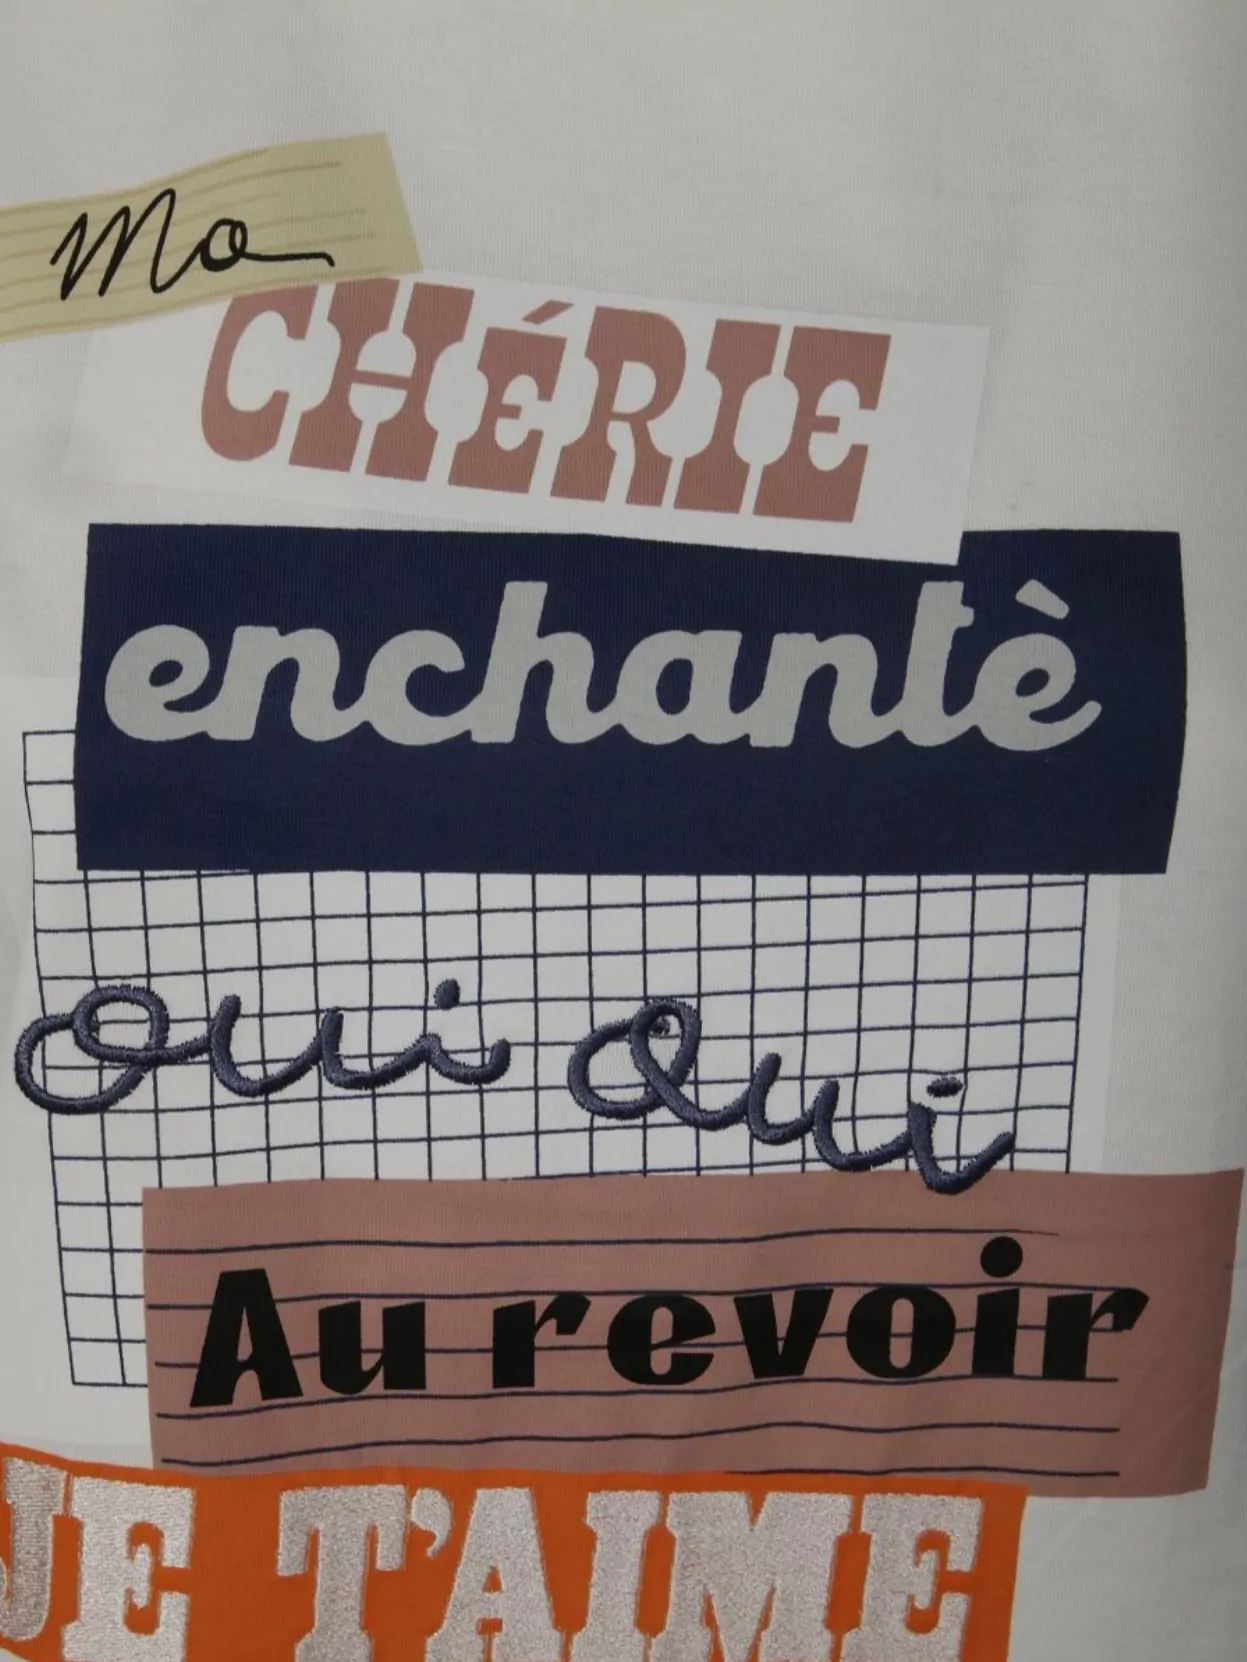 Ma
CHÉRIE
enchantè
oui oui
Au revoir
JE T'AIME